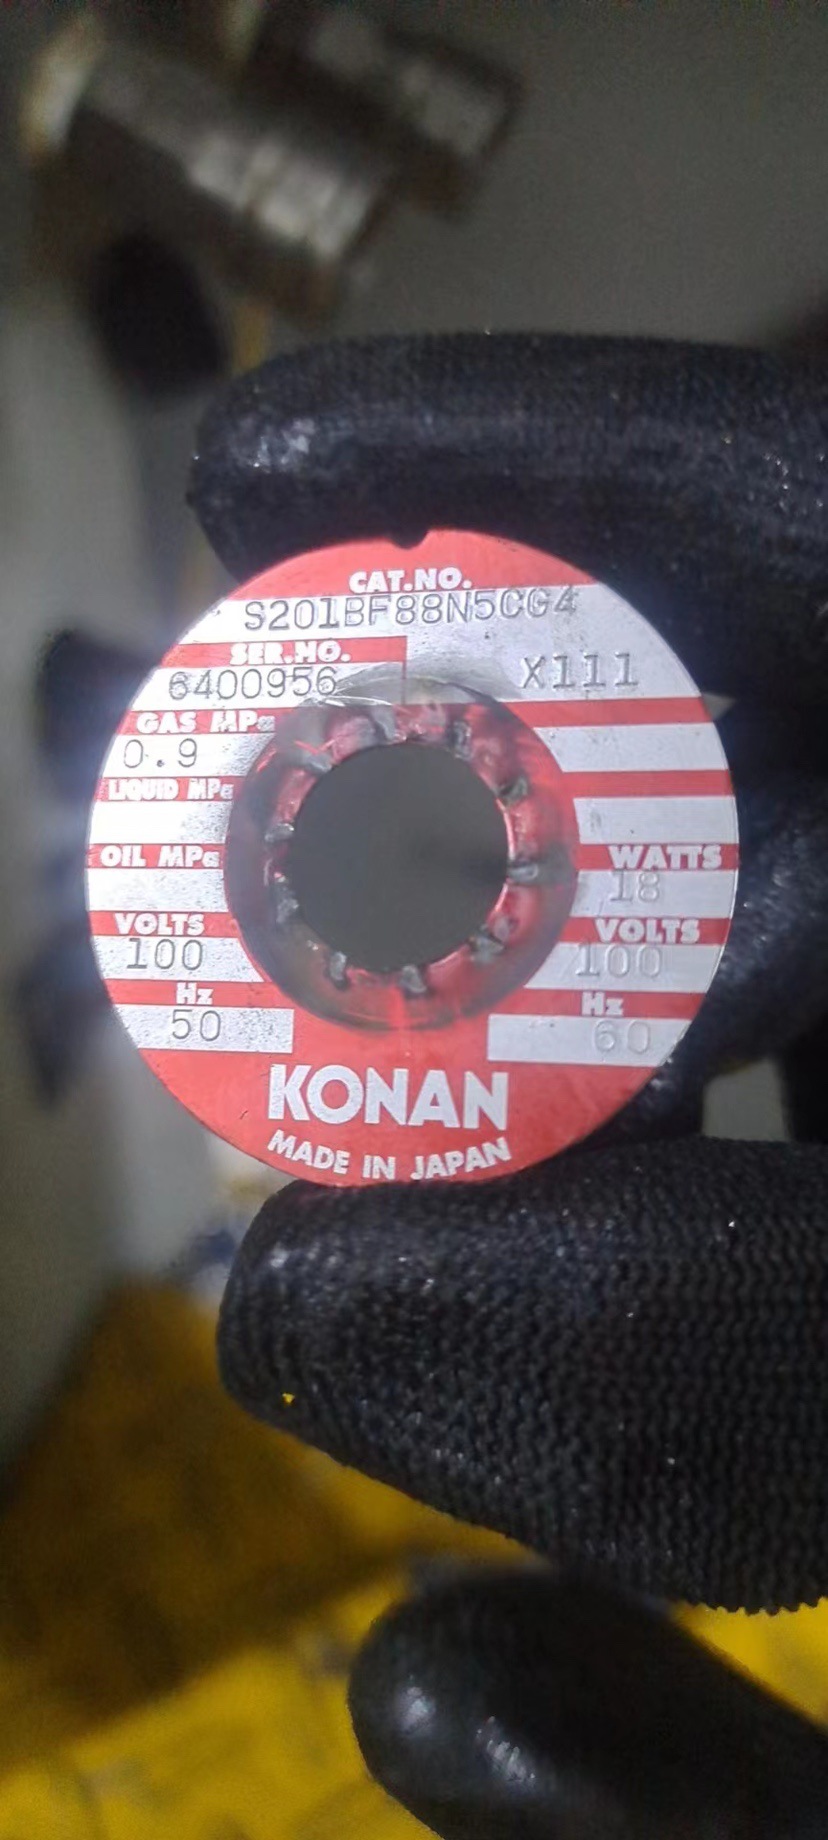 CAT.NO.
S201BF88N5CG4
SER.NO.
6400956 X111
GAS MPa
0.9
LIQUID MPa
OIL MPa WATTS
18
VOLTS VOLTS
100 100
Hz Hz
50 60
KONAN
MADE IN JAPAN